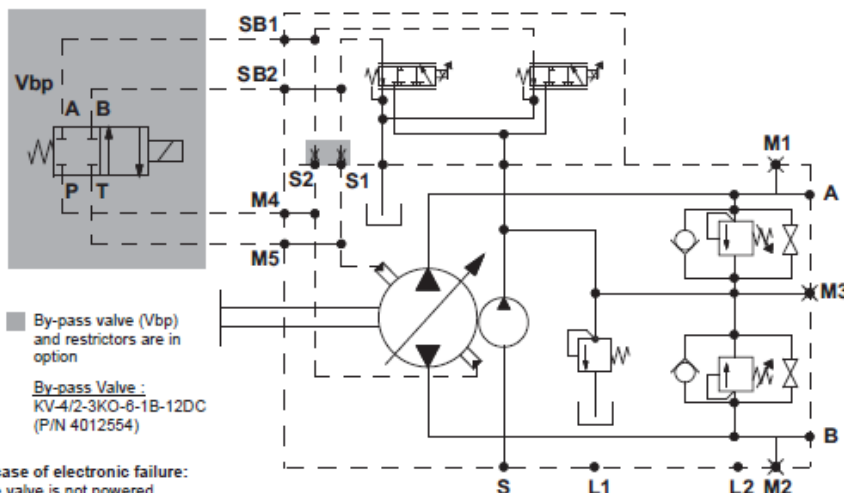 SB1
SB2
Vbp
A B
P T
S2 S1
M1
A
M4
M5
M3
By-pass valve (Vbp)
and restrictors are in
option
By-pass Valve :
KV-4/2-3KO-6-1B-12DC
(P/N 4012554)
B
case of electronic failure:
valve is not powered
S L1 L2 M2